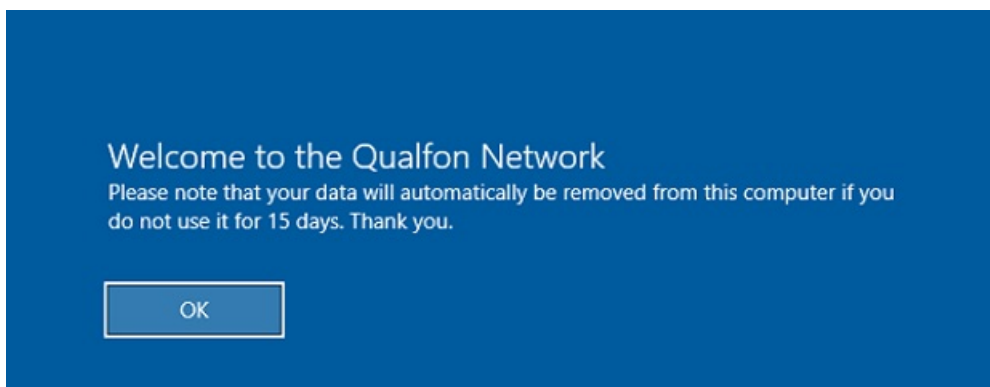 Welcome to the Qualfon Network
Please note that your data will automatically be removed from this computer if you
do not use it for 15 days. Thank you.
OK